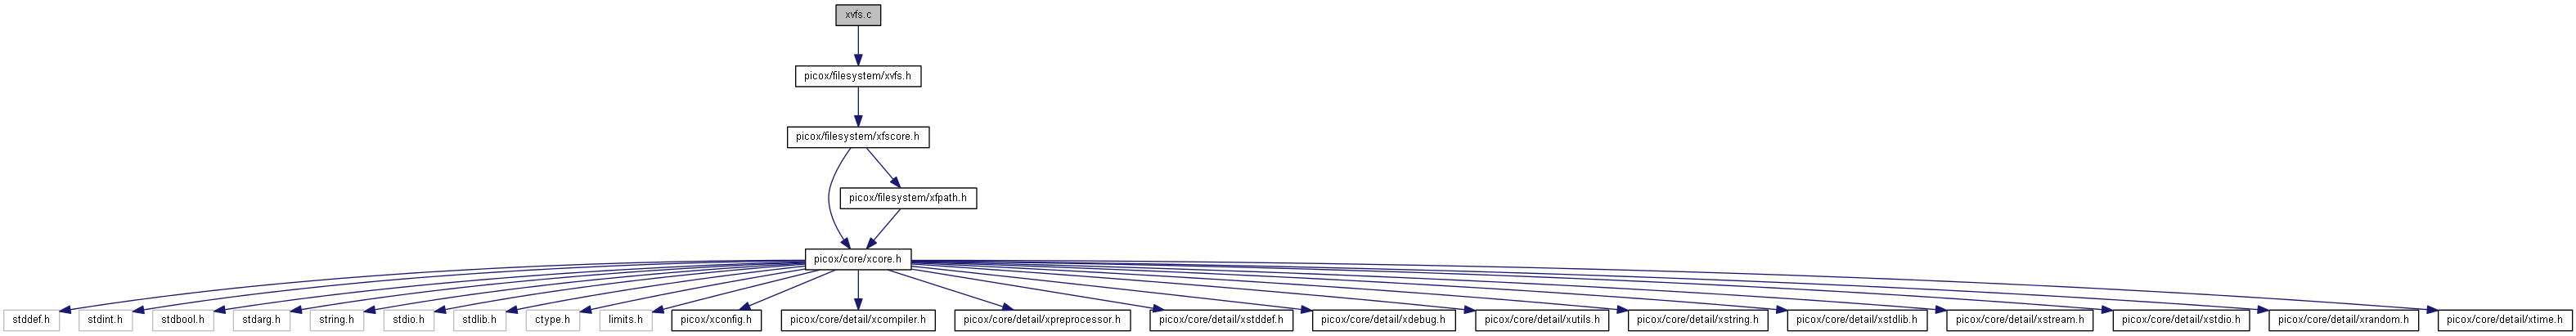 xvfs.c
picox/filesystem/xvfs.h
picox/filesystem/xfscore.h
picox/filesystem/xfpath.h
picox/core/xcore.h
stddef.h
stdint.h
stdbool.h
stdarg.h
string.h
stdio.h
stdlib.h
ctype.h
limits.h
picox/xconfig.h
picox/core/detail/xcompiler.h
picox/core/detail/xpreprocessor.h
picox/core/detail/xstddef.h
picox/core/detail/xdebug.h
picox/core/detail/xutils.h
picox/core/detail/xstring.h
picox/core/detail/xstdlib.h
picox/core/detail/xstream.h
picox/core/detail/xstdio.h
picox/core/detail/xrandom.h
picox/core/detail/xtime.h